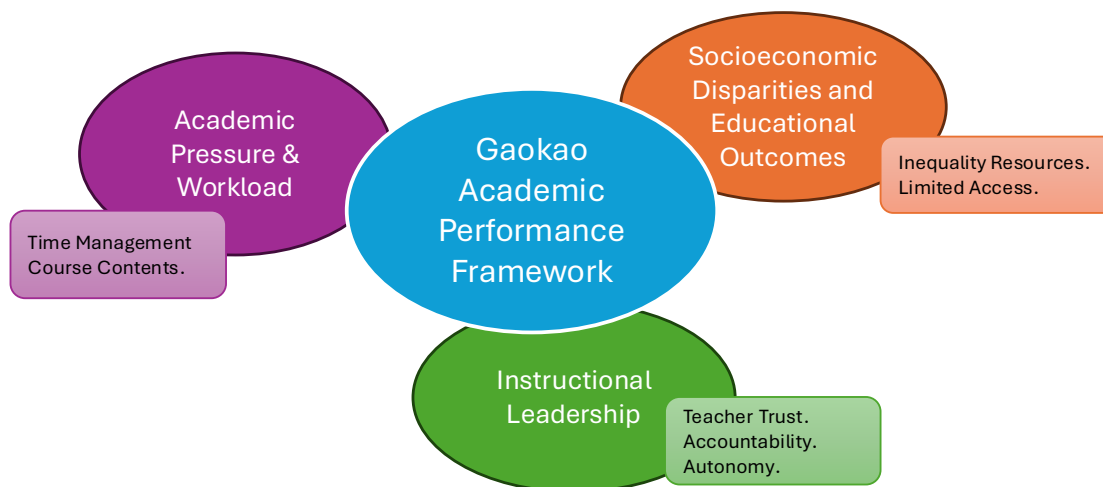 Academic
Pressure &
Workload
Time Management
Course Contents.
Gaokao
Academic
Performance
Framework
Socioeconomic
Disparities and
Educational
Outcomes
Inequality Resources.
Limited Access.
Instructional
Leadership
Teacher Trust.
Accountability.
Autonomy.